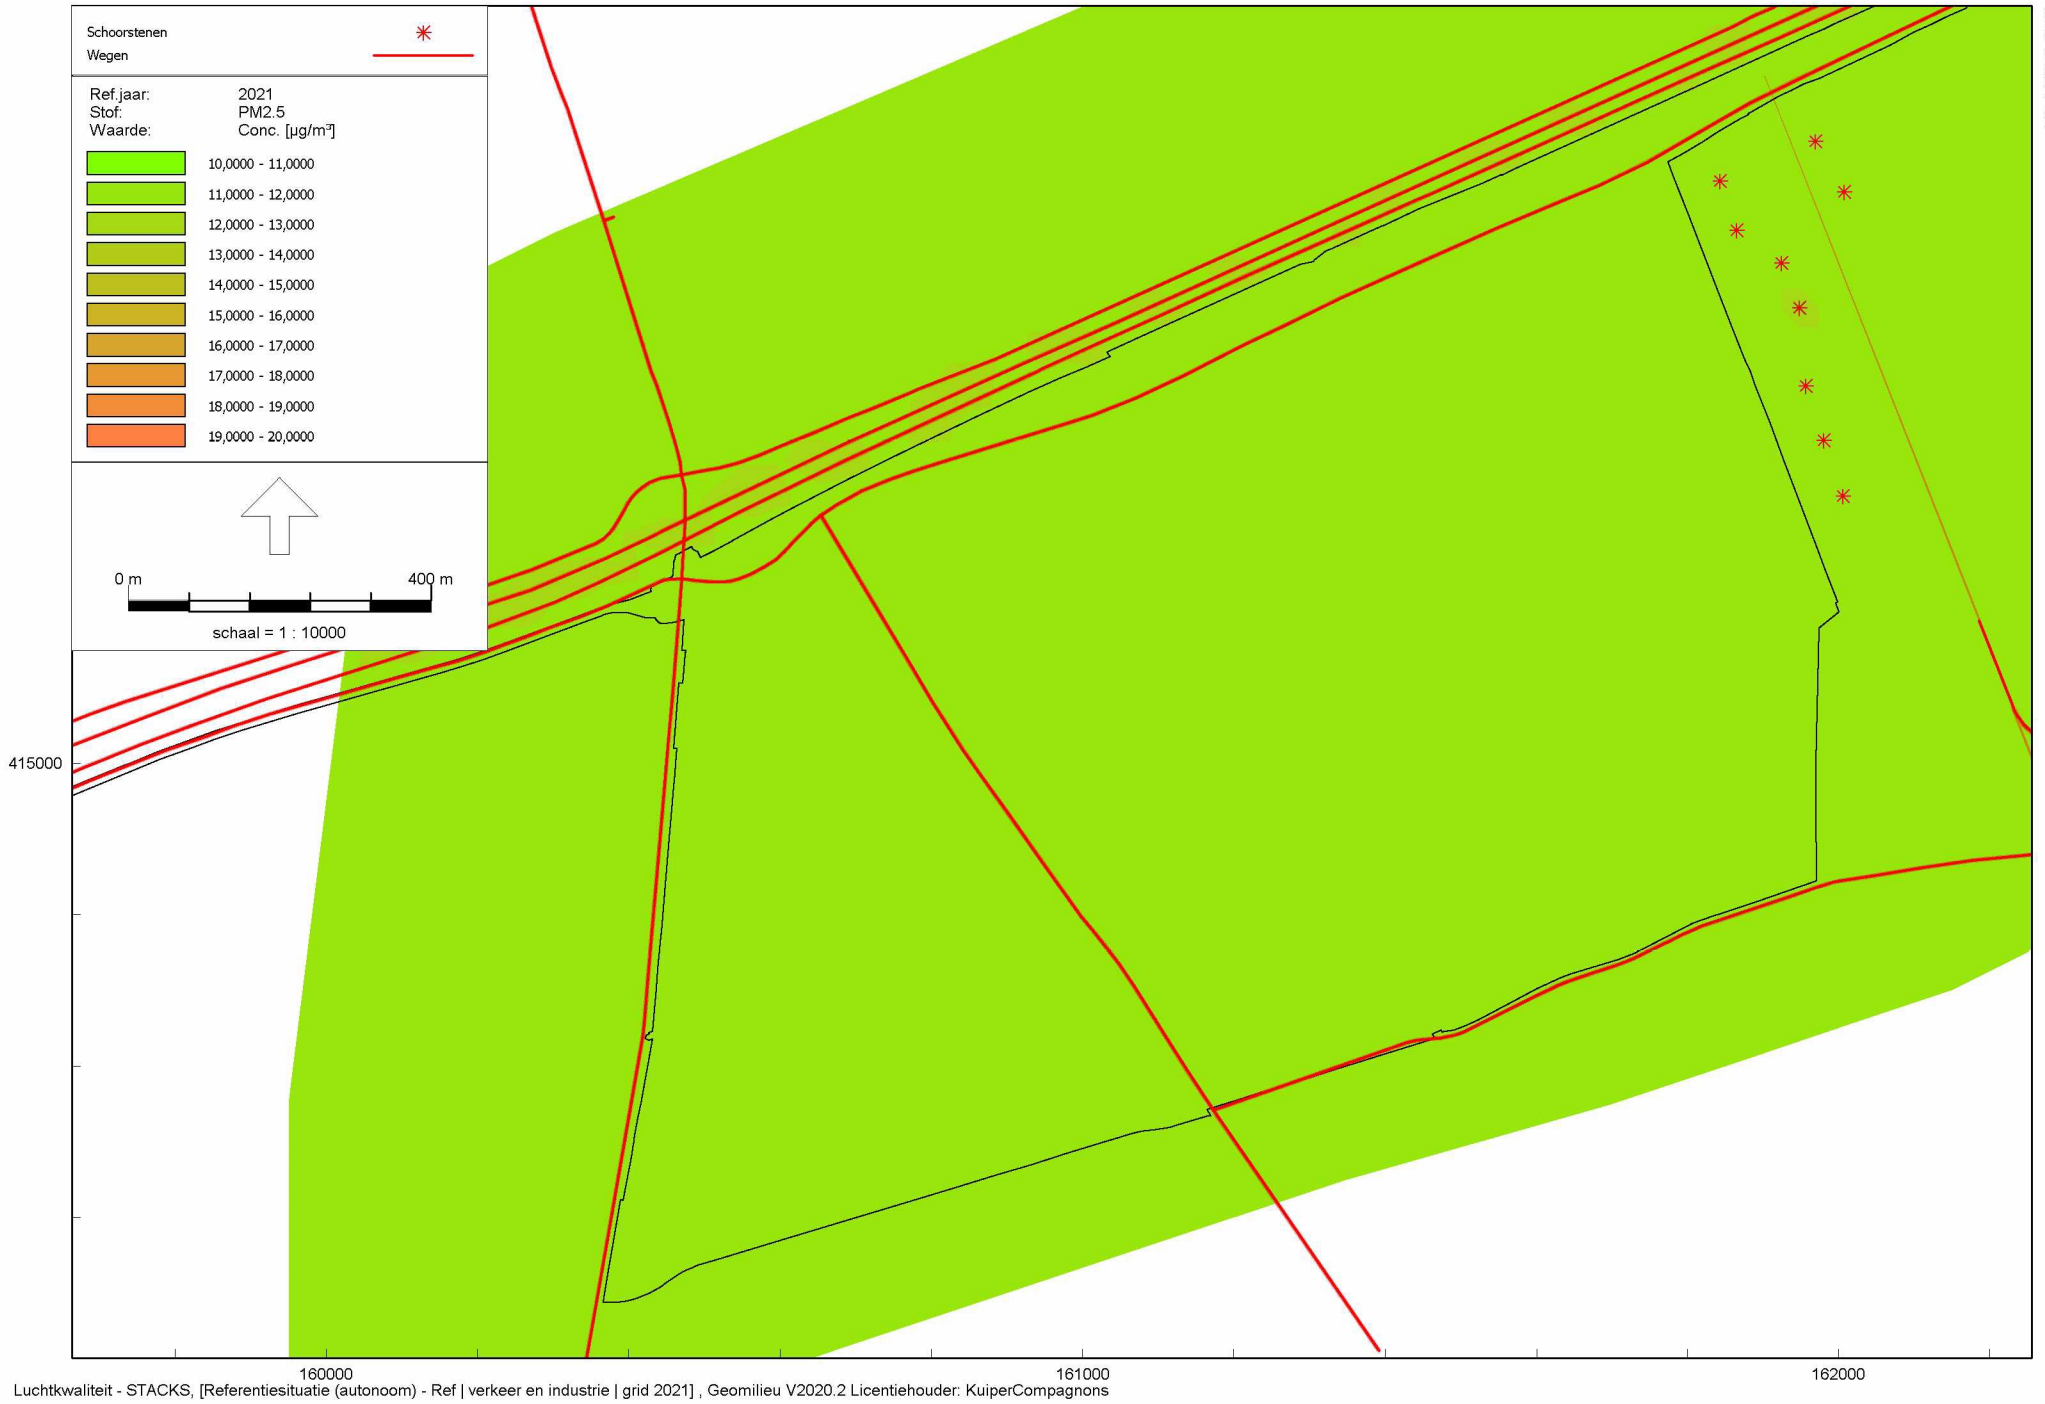 Schoorstenen
Wegen
Ref.jaar: 2021
Stof: PM2.5
Waarde: Conc. [µg/m³]
10,0000 - 11,0000
11,0000 - 12,0000
12,0000 - 13,0000
13,0000 - 14,0000
14,0000 - 15,0000
15,0000 - 16,0000
16,0000 - 17,0000
17,0000 - 18,0000
18,0000 - 19,0000
19,0000 - 20,0000
0 m 400 m
schaal = 1 : 10000
415000
160000 161000 162000
Luchtkwaliteit - STACKS, [Referentiesituatie (autonoom) - Ref | verkeer en industrie | grid 2021] , Geomilieu V2020.2 Licentiehouder: KuiperCompagnons